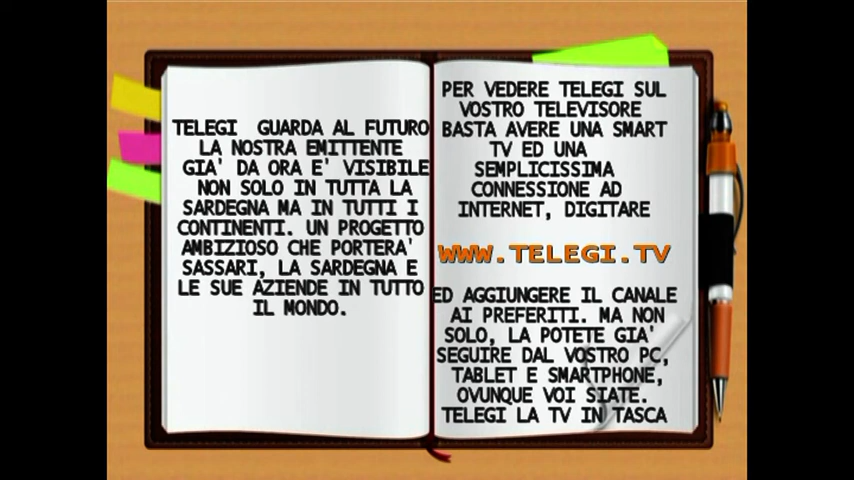 TELEGI GUARDA AL FUTURO
LA NOSTRA EMITTENTE
GIA' DA ORA E' VISIBILE
NON SOLO IN TUTTA LA
SARDEGNA MA IN TUTTI I
CONTINENTI. UN PROGETTO
AMBIZIOSO CHE PORTERA'
SASSARI, LA SARDEGNA E
LE SUE AZIENDE IN TUTTO
IL MONDO.
PER VEDERE TELEGI SUL
VOSTRO TELEVISORE
BASTA AVERE UNA SMART
TV ED UNA
SEMPLICISSIMA
CONNESSIONE AD
INTERNET, DIGITARE
WWW.TELEGI.TV
ED AGGIUNGERE IL CANALE
AI PREFERITI. MA NON
SOLO, LA POTETE GIA'
SEGUIRE DAL VOSTRO PC,
TABLET E SMARTPHONE,
OVUNQUE VOI SIATE.
TELEGI LA TV IN TASCA